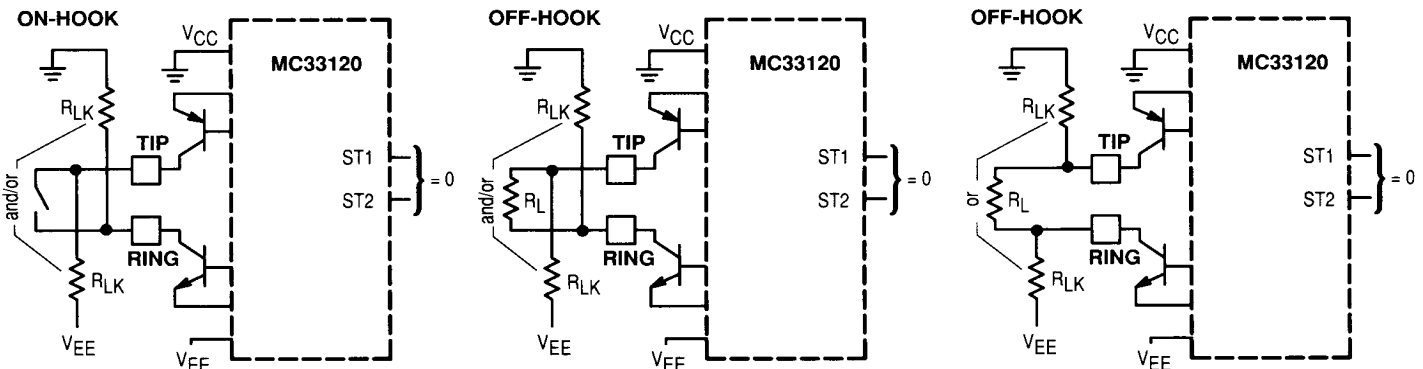 ON-HOOK
VCC
MC33120
RLK
TIP
and/or
ST1
ST2
= 0
RING
RLK
VEE
VEE
OFF-HOOK
VCC
MC33120
RLK
TIP
and/or
RL
ST1
ST2
= 0
RING
RLK
VEE
VEE
OFF-HOOK
VCC
MC33120
RLK
TIP
or
RL
ST1
ST2
= 0
RING
RLK
VEE
VEE